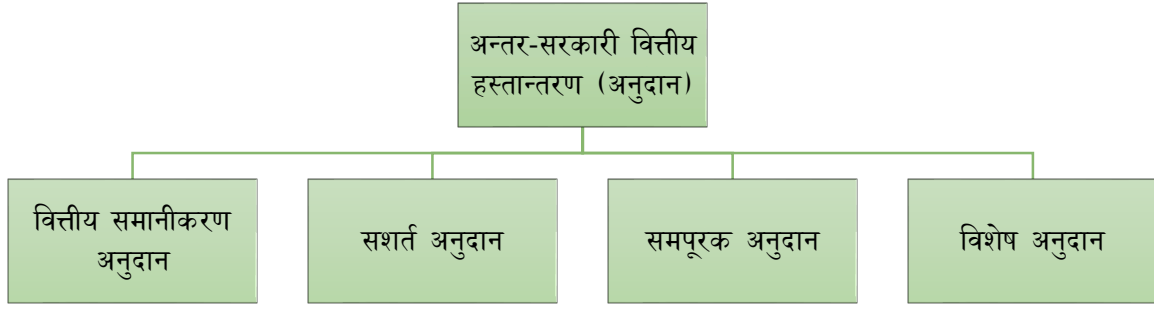 अन्तर-सरकारी वित्तीय
हस्तान्तरण (अनुदान)
वित्तीय समानीकरण
अनुदान
सशर्त अनुदान
समपूरक अनुदान
विशेष अनुदान